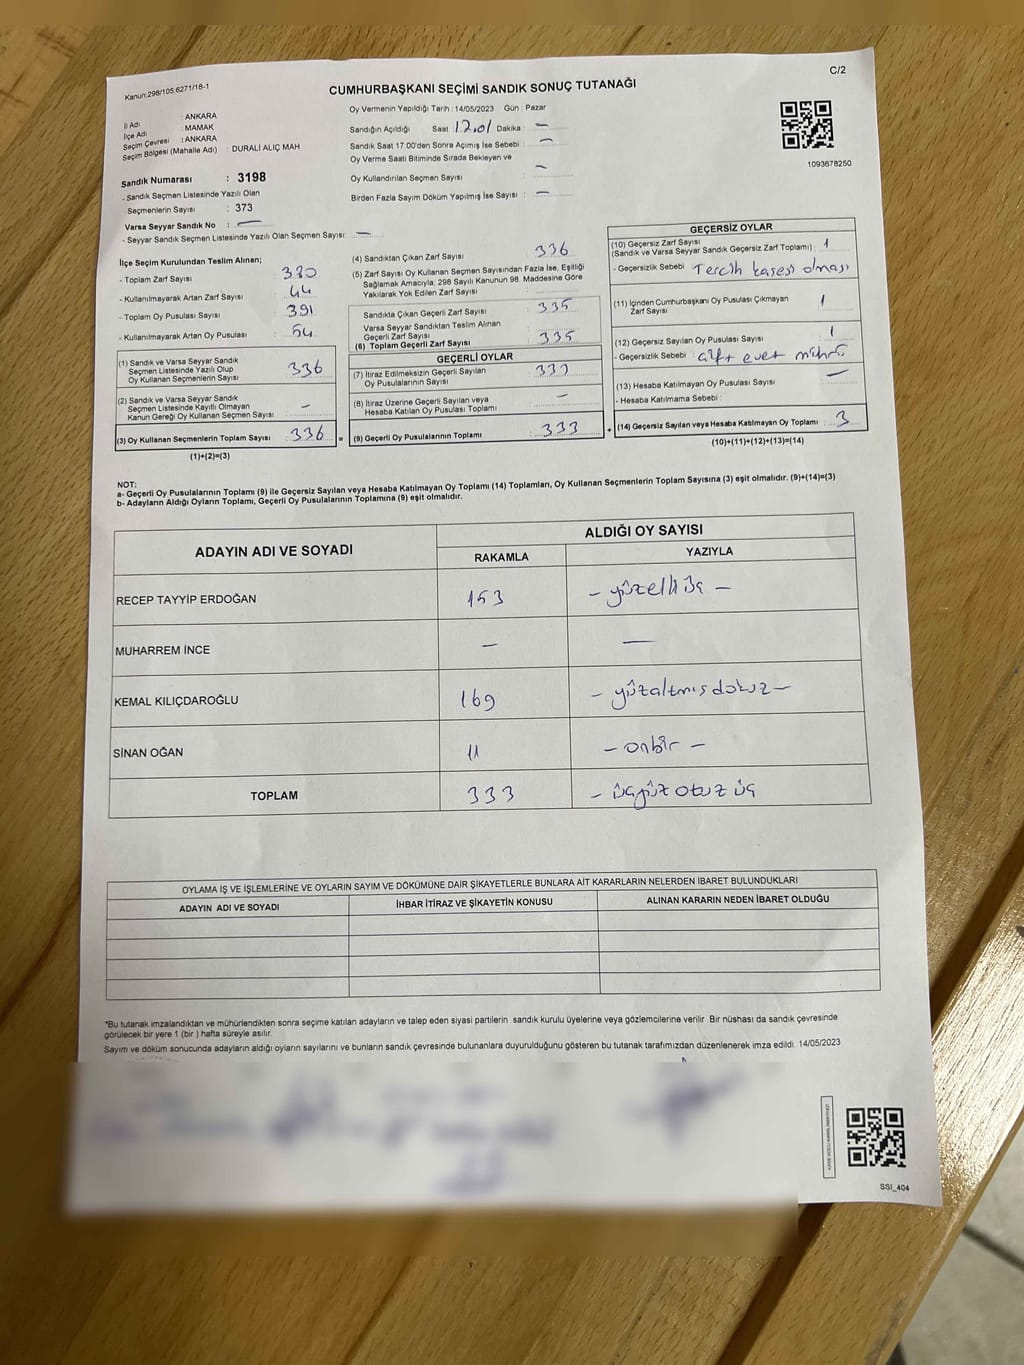 C/2
Kanun:298/105:6271/18-1
CUMHURBAŞKANI SEÇİMİ SANDIK SONUÇ TUTANAĞI
İl Adı : ANKARA
İlçe Adı MAMAK
Seçim Çevresi : ANKARA
Seçim Bölgesi (Mahalle Adı) : DURALİ ALIÇ MAH
Sandık Numarası : 3198
- Sandık Seçmen Listesinde Yazılı Olan
Seçmenlerin Sayısı : 373
Varsa Seyyar Sandık No : —
- Seyyar Sandık Seçmen Listesinde Yazılı Olan Seçmen Sayısı: —
Oy Vermenin Yapıldığı Tarih : 14/05/2023 Gün : Pazar
Sandığın Açıldığı Saat 17.01 Dakika : —
Sandık Saat 17:00'den Sonra Açımış İse Sebebi —
Oy Verme Saati Bitiminde Sırada Bekleyen ve
Oy Kullandırılan Seçmen Sayısı —
Birden Fazla Sayım Döküm Yapılmış İse Sayısı : —
1093678250
İlçe Seçim Kurulundan Teslim Alınan;
- Toplam Zarf Sayısı 380
- Kullanılmayarak Artan Zarf Sayısı 44
- Toplam Oy Pusulası Sayısı 391
- Kullanılmayarak Artan Oy Pusulası 54
(1) Sandık ve Varsa Seyyar Sandık
Seçmen Listesinde Yazılı Olup
Oy Kullanan Seçmenlerin Sayısı 336
(2) Sandık ve Varsa Seyyar Sandık
Seçmen Listesinde Kayıtlı Olmayan
Kanun Gereği Oy Kullanan Seçmen Sayısı –
(3) Oy Kullanan Seçmenlerin Toplam Sayısı : 336 =
(1)+(2)=(3)
(4) Sandıktan Çıkan Zarf Sayısı 336
(5) Zarf Sayısı Oy Kullanan Seçmen Sayısından Fazla İse, Eşitliği
Sağlamak Amacıyla, 298 Sayılı Kanunun 98. Maddesine Göre
Yakılarak Yok Edilen Zarf Sayısı
Sandıkta Çıkan Geçerli Zarf Sayısı 335
Varsa Seyyar Sandıktan Teslim Alınan
Geçerli Zarf Sayısı
(6) Toplam Geçerli Zarf Sayısı : 335
GEÇERLİ OYLAR
(7) İtiraz Edilmeksizin Geçerli Sayılan
Oy Pusulalarının Sayısı 333
(8) İtiraz Üzerine Geçerli Sayılan veya
Hesaba Katılan Oy Pusulası Toplamı –
(9) Geçerli Oy Pusulalarının Toplamı : 333 +
GEÇERSİZ OYLAR
(10) Geçersiz Zarf Sayısı
(Sandık ve Varsa Seyyar Sandık Geçersiz Zarf Toplamı) 1
- Geçersizlik Sebebi Tercih kaşesi olması
(11) İçinden Cumhurbaşkanı Oy Pusulası Çıkmayan
Zarf Sayısı 1
(12) Geçersiz Sayılan Oy Pusulası Sayısı 1
- Geçersizlik Sebebi çift evet mührü
(13) Hesaba Katılmayan Oy Pusulası Sayısı —
- Hesaba Katılmama Sebebi :
(14) Geçersiz Sayılan veya Hesaba Katılmayan Oy Toplamı 3
(10)+(11)+(12)+(13)=(14)
NOT:
a- Geçerli Oy Pusulalarının Toplamı (9) ile Geçersiz Sayılan veya Hesaba Katılmayan Oy Toplamı (14) Toplamları, Oy Kullanan Seçmenlerin Toplam Sayısına (3) eşit olmalıdır. (9)+(14)=(3)
b- Adayların Aldığı Oyların Toplamı, Geçerli Oy Pusulalarının Toplamına (9) eşit olmalıdır.
ADAYIN ADI VE SOYADI ALDIĞI OY SAYISI
RAKAMLA YAZIYLA
RECEP TAYYİP ERDOĞAN 153 – yüzelliüç –
MUHARREM İNCE — —
KEMAL KILIÇDAROĞLU 169 – yüzaltmışdokuz –
SİNAN OĞAN 11 – onbir –
TOPLAM 333 – üçyüz otuz üç
OYLAMA İŞ VE İŞLEMLERİNE VE OYLARIN SAYIM VE DÖKÜMÜNE DAİR ŞİKAYETLERLE BUNLARA AİT KARARLARIN NELERDEN İBARET BULUNDUKLARI
ADAYIN ADI VE SOYADI İHBAR İTİRAZ VE ŞİKAYETİN KONUSU ALINAN KARARIN NEDEN İBARET OLDUĞU
*Bu tutanak imzalandıktan ve mühürlendikten sonra seçime katılan adayların ve talep eden siyasi partilerin sandık kurulu üyelerine veya gözlemcilerine verilir. Bir nüshası da sandık çevresinde
görülecek bir yere 1 (bir ) hafta süreyle asılır.
Sayım ve döküm sonucunda adayların aldığı oyların sayılarını ve bunların sandık çevresinde bulunanlara duyurulduğunu gösteren bu tutanak tarafımızdan düzenlenerek imza edildi. 14/05/2023
SSI_404